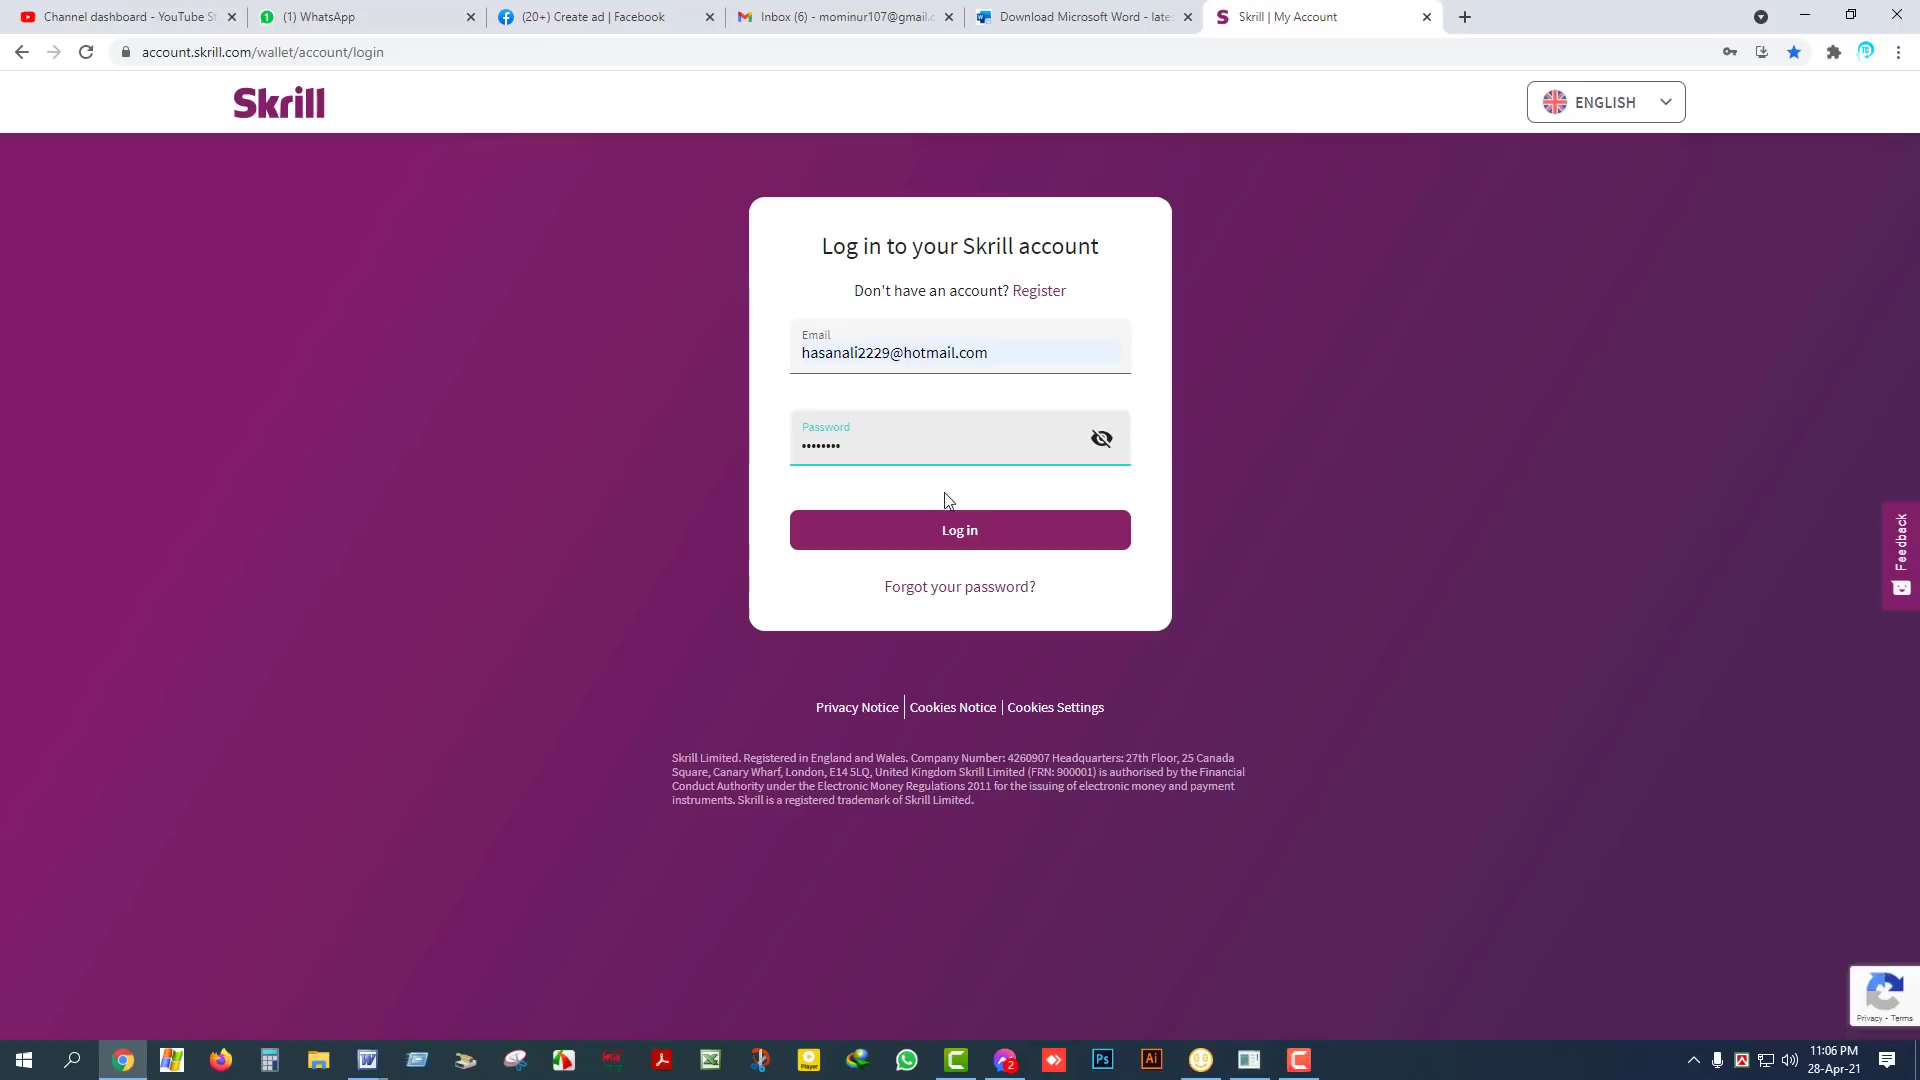 Channel dashboard - YouTube St
(1) WhatsApp
(20+) Create ad | Facebook
Inbox (6) - mominur107@gmail.c
Download Microsoft Word - late
Skrill | My Account
account.skrill.com/wallet/account/login
Skrill
ENGLISH
Log in to your Skrill account
Don't have an account? Register
Email
hasanali2229@hotmail.com
Password
••••••••
Log in
Forgot your password?
Feedback
Privacy Notice | Cookies Notice | Cookies Settings
Skrill Limited. Registered in England and Wales. Company Number: 4260907 Headquarters: 27th Floor, 25 Canada
Square, Canary Wharf, London, E14 5LQ, United Kingdom Skrill Limited (FRN: 900001) is authorised by the Financial
Conduct Authority under the Electronic Money Regulations 2011 for the issuing of electronic money and payment
instruments. Skrill is a registered trademark of Skrill Limited.
Privacy - Terms
Player
2
Ps
Ai
11:06 PM
28-Apr-21